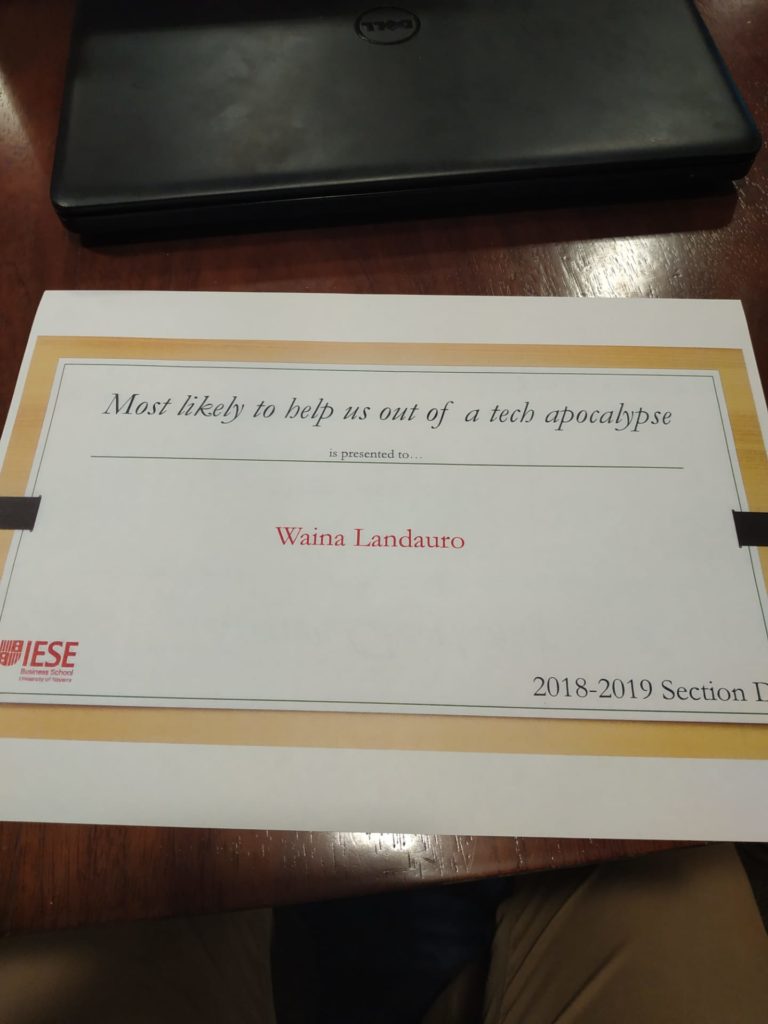 DELL
Most likely to help us out of a tech apocalypse
is presented to...
Waina Landauro
IESE
Business School
University of Navarra
2018-2019 Section D